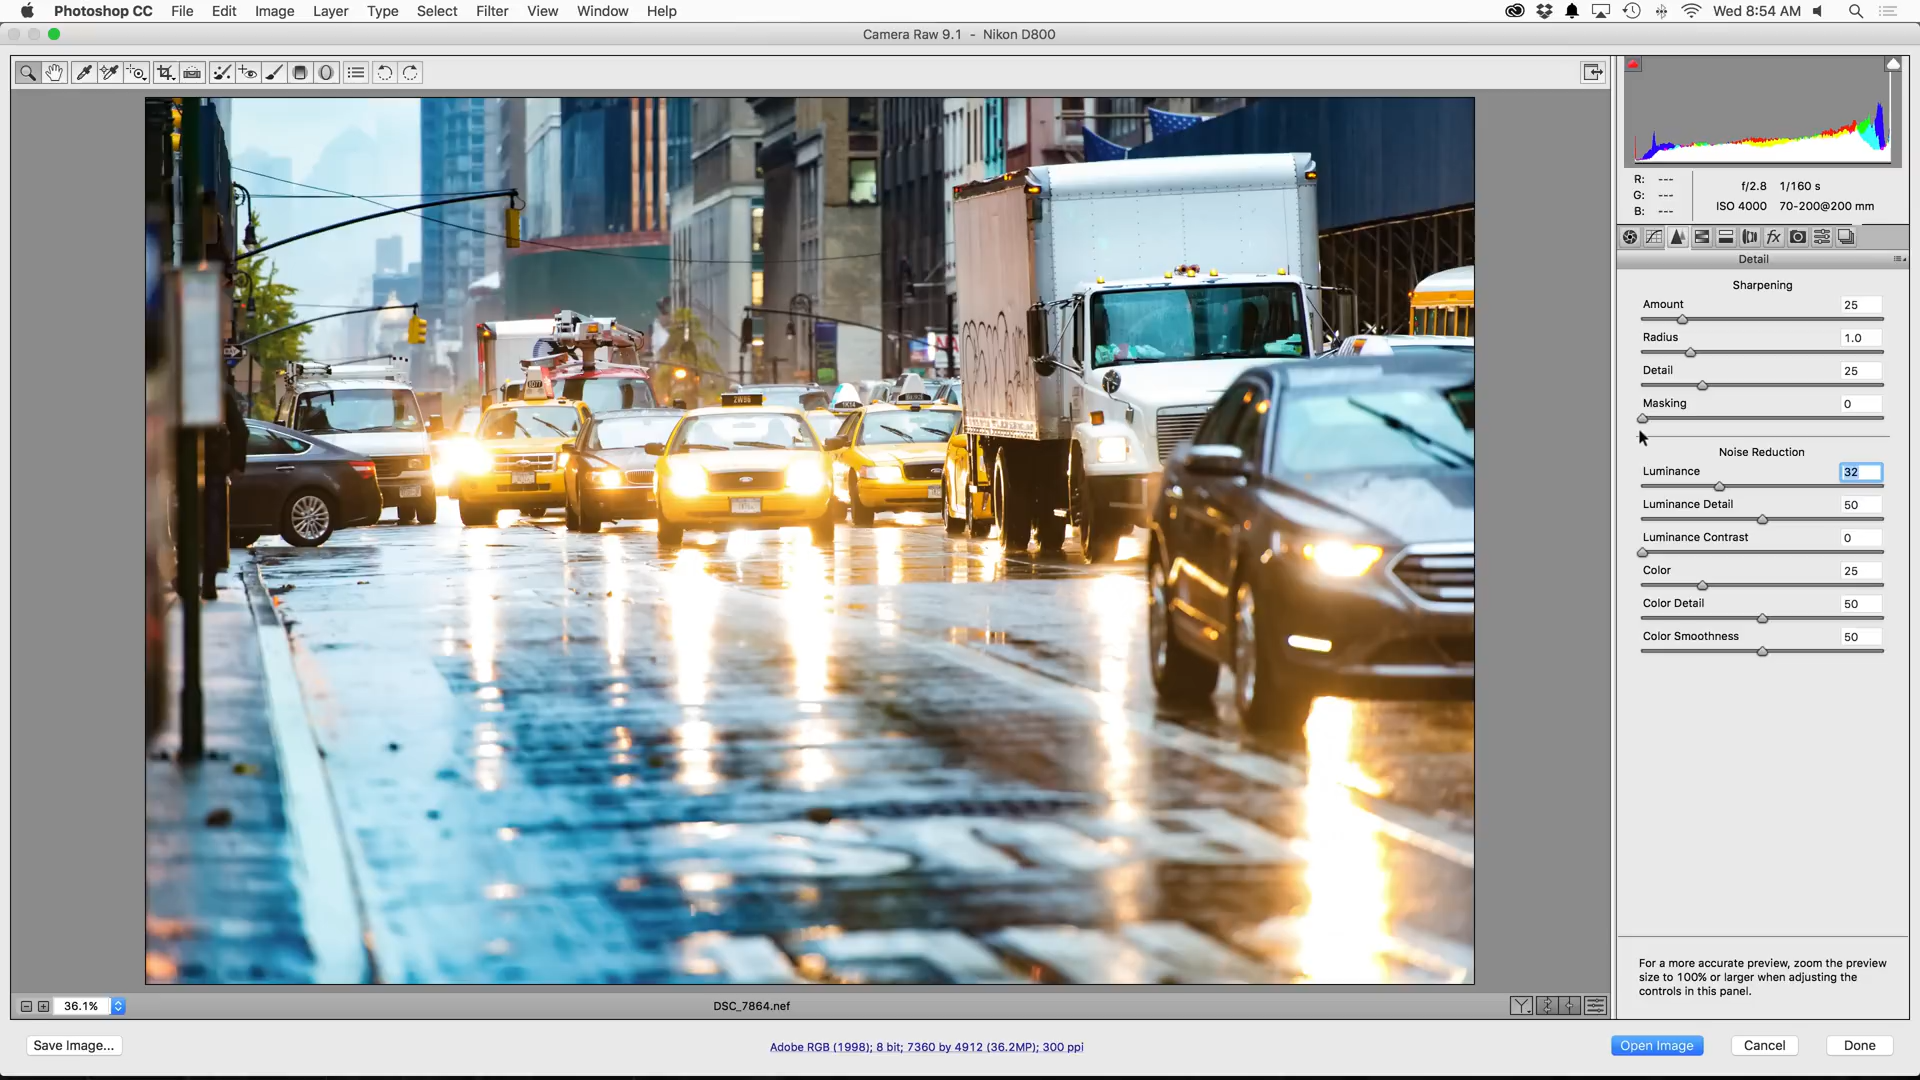 Photoshop CC File Edit Image Layer Type Select Filter View Window Help Wed 8:54 AM
Camera Raw 9.1 - Nikon D800
R: ---
G: ---
B: ---
f/2.8 1/160 s
ISO 4000 70-200@200 mm
fx
Detail
Sharpening
Amount 25
Radius 1.0
Detail 25
Masking 0
Noise Reduction
Luminance 32
Luminance Detail 50
Luminance Contrast 0
Color 25
Color Detail 50
Color Smoothness 50
For a more accurate preview, zoom the preview
size to 100% or larger when adjusting the
controls in this panel.
36.1%
DSC_7864.nef
Y
Save Image...
Adobe RGB (1998); 8 bit; 7360 by 4912 (36.2MP); 300 ppi
Open Image
Cancel
Done